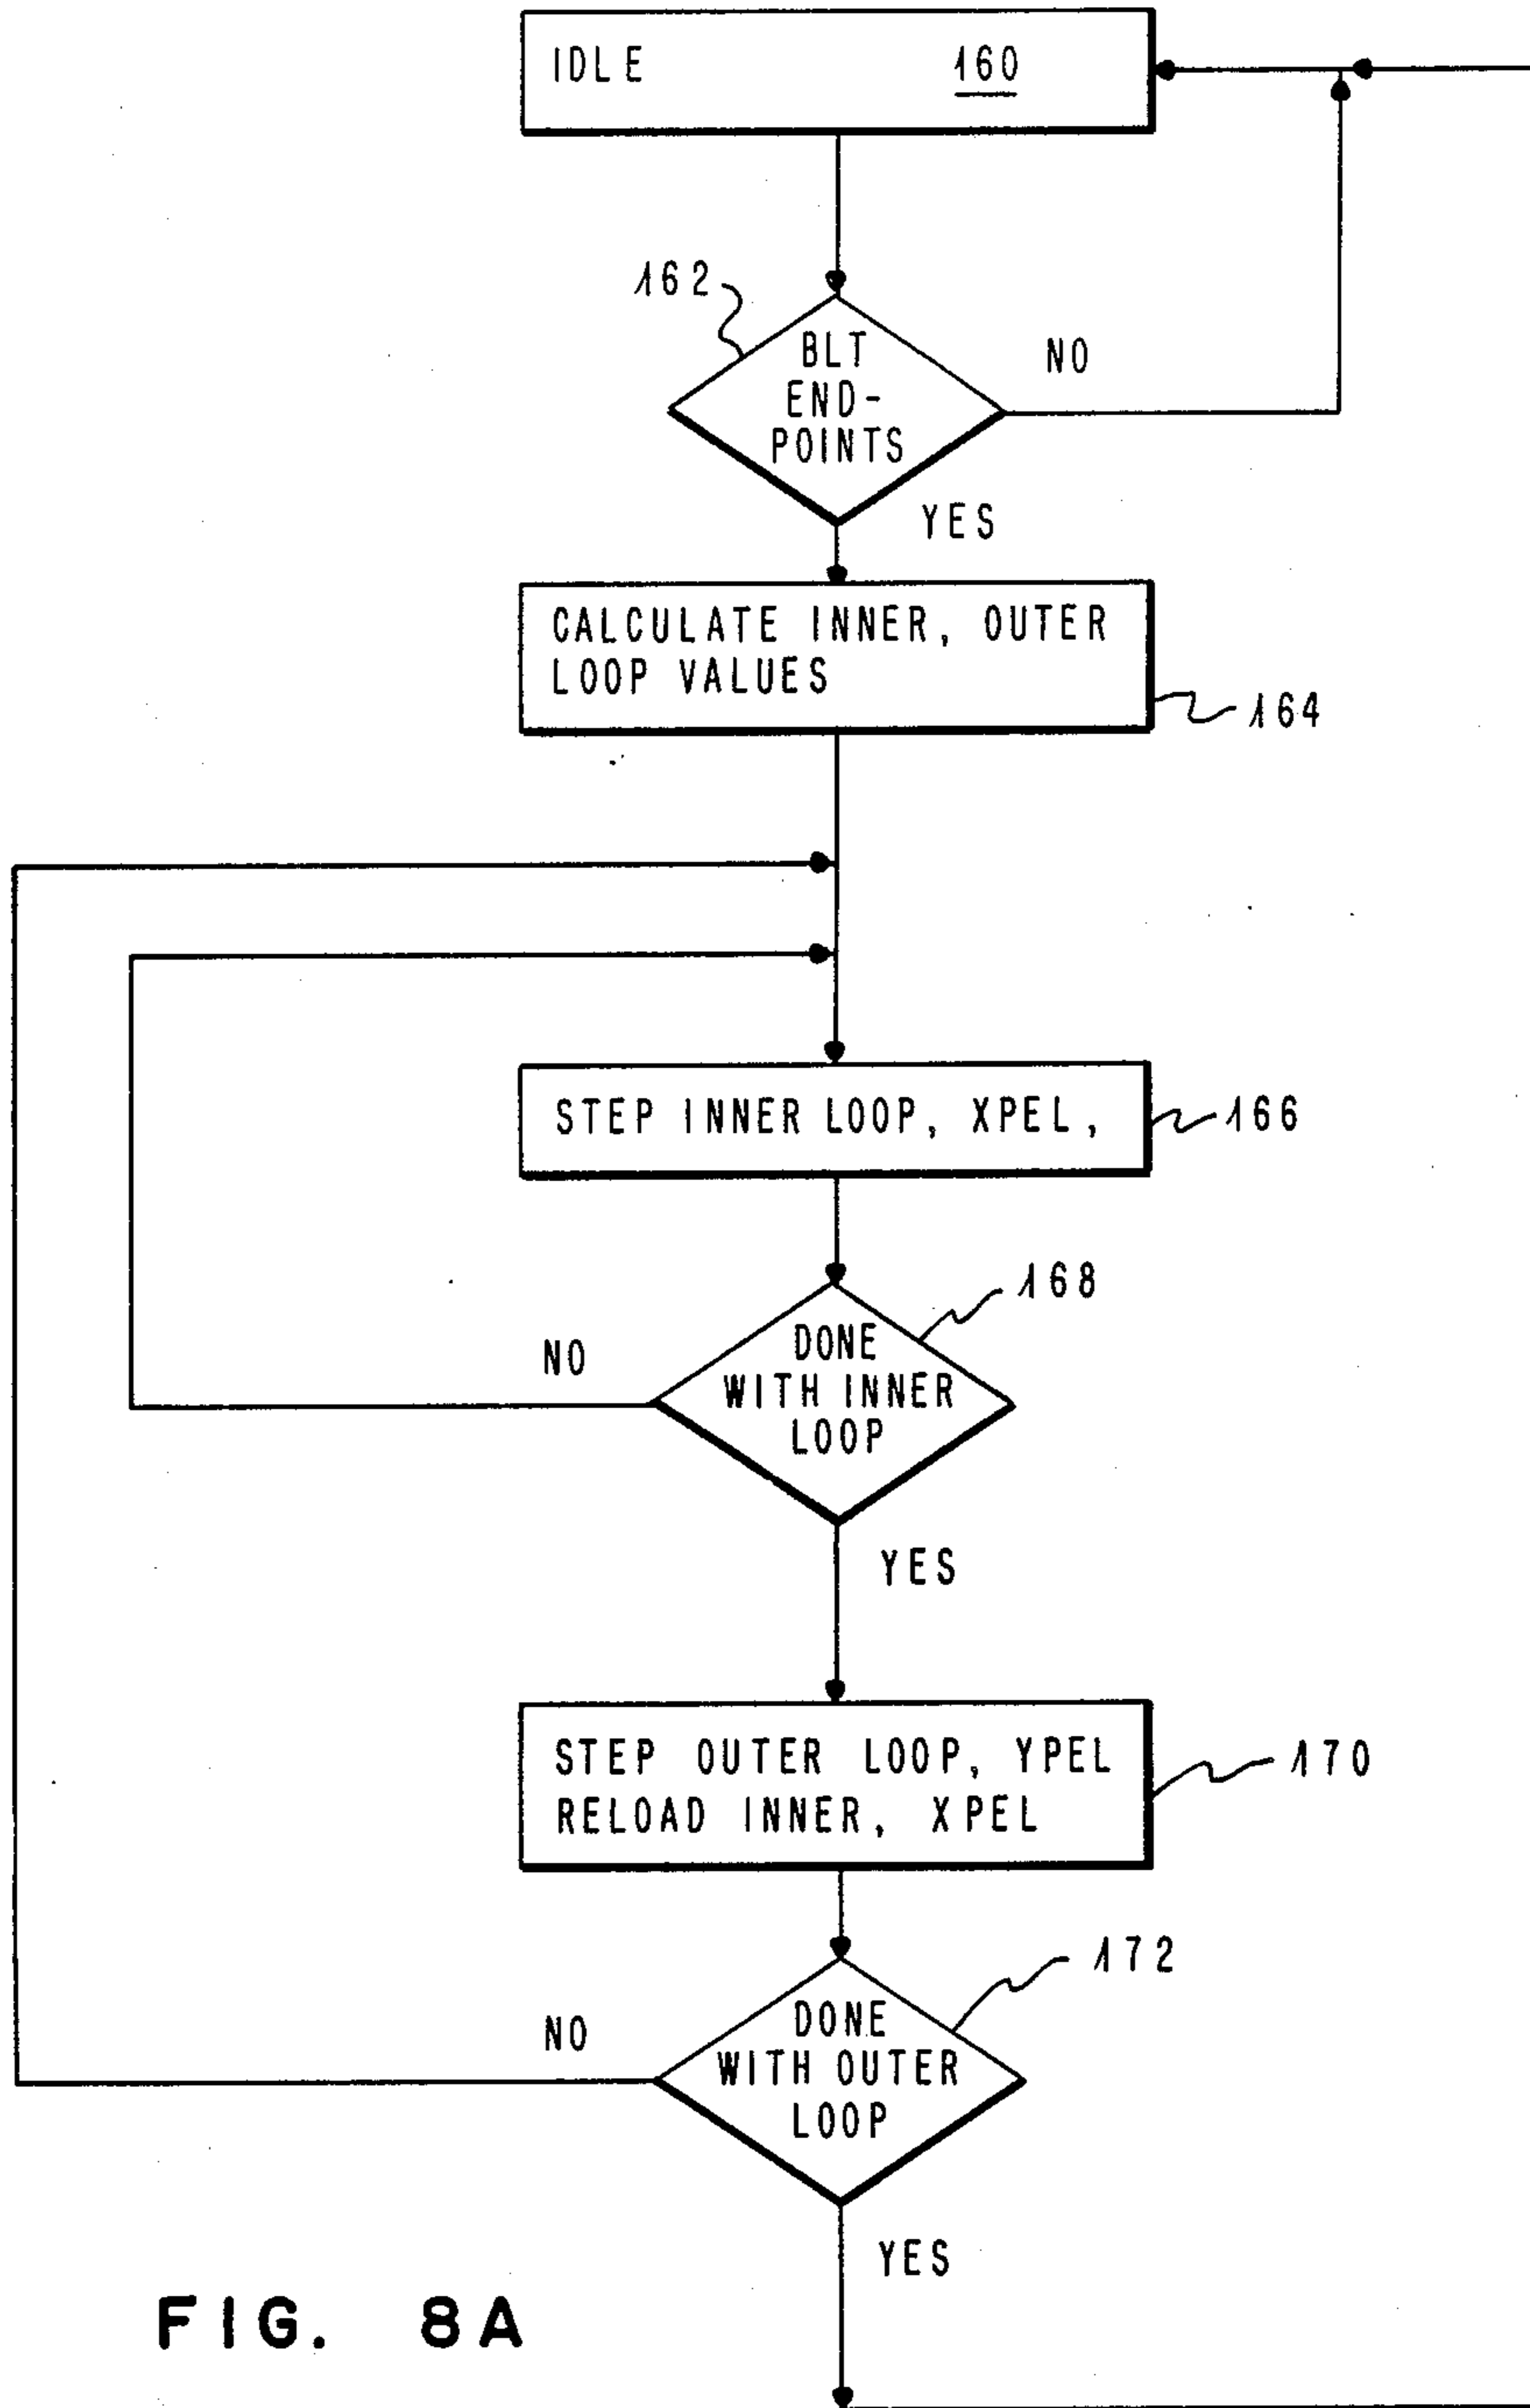 IDLE 160
162
BLT
END-
POINTS
NO
YES
CALCULATE INNER, OUTER
LOOP VALUES
164
STEP INNER LOOP, XPEL,
166
168
DONE
WITH INNER
LOOP
NO
YES
STEP OUTER LOOP, YPEL
RELOAD INNER, XPEL
170
172
DONE
WITH OUTER
LOOP
NO
YES
FIG. 8A